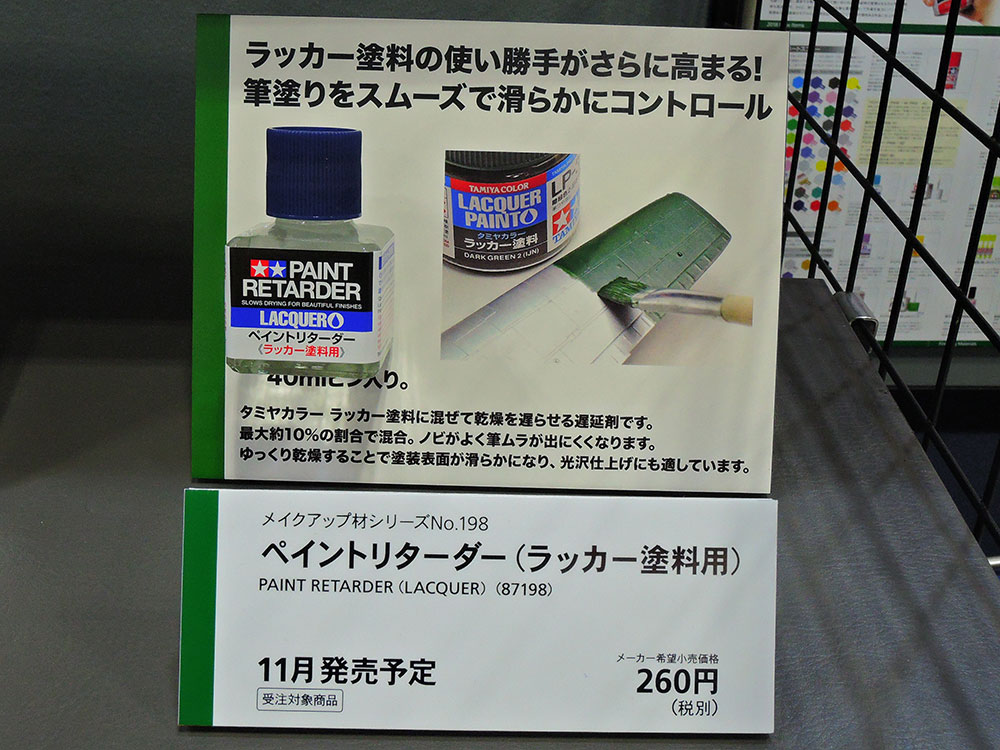 ラッカー塗料の使い勝手がさらに高まる!
筆塗りをスムーズで滑らかにコントロール
PAINT
RETARDER
SLOWS DRYING FOR BEAUTIFUL FINISHES
LACQUER
ペイントリターダー
《ラッカー塗料用》
TAMIYA COLOR
LACQUER
PAINT
タミヤカラー
ラッカー塗料
DARK GREEN 2 (IJN)
LP-
40mlビン入り。
タミヤカラー ラッカー塗料に混ぜて乾燥を遅らせる遅延剤です。
最大約10%の割合で混合。ノビがよく筆ムラが出にくくなります。
ゆっくり乾燥することで塗装表面が滑らかになり、光沢仕上げにも適しています。
メイクアップ材シリーズNo.198
ペイントリターダー(ラッカー塗料用)
PAINT RETARDER (LACQUER) (87198)
11月発売予定
受注対象商品
メーカー希望小売価格
260円
(税別)